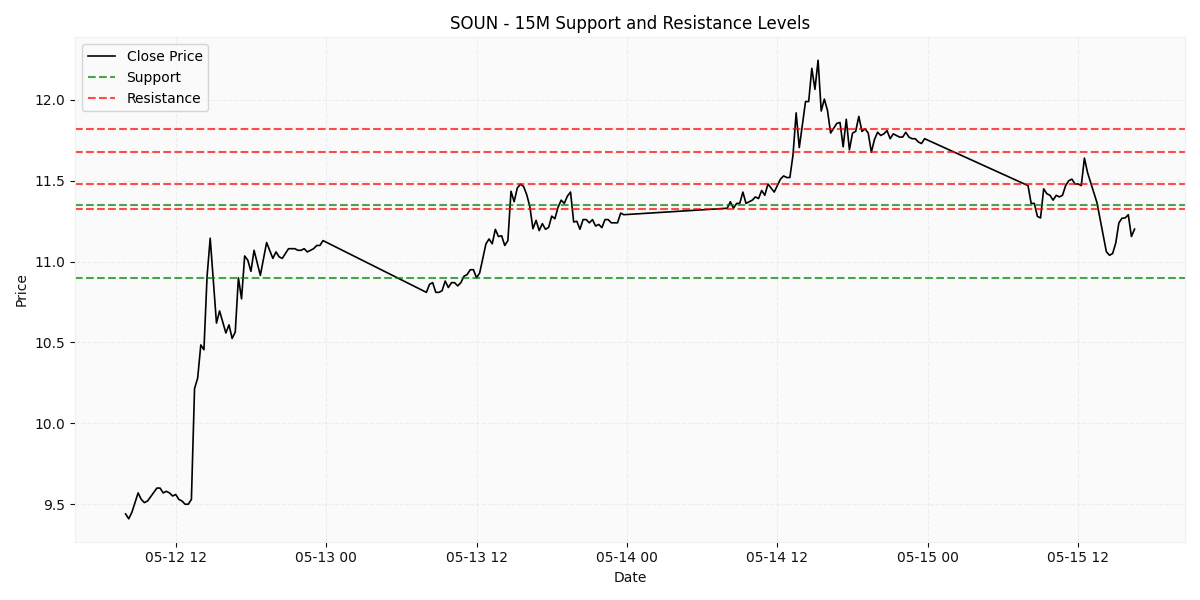 SOUN - 15M Support and Resistance Levels
Close Price
Support
Resistance
Price
12.0
11.5
11.0
10.5
10.0
9.5
05-12 12
05-13 00
05-13 12
05-14 00
05-14 12
05-15 00
05-15 12
Date